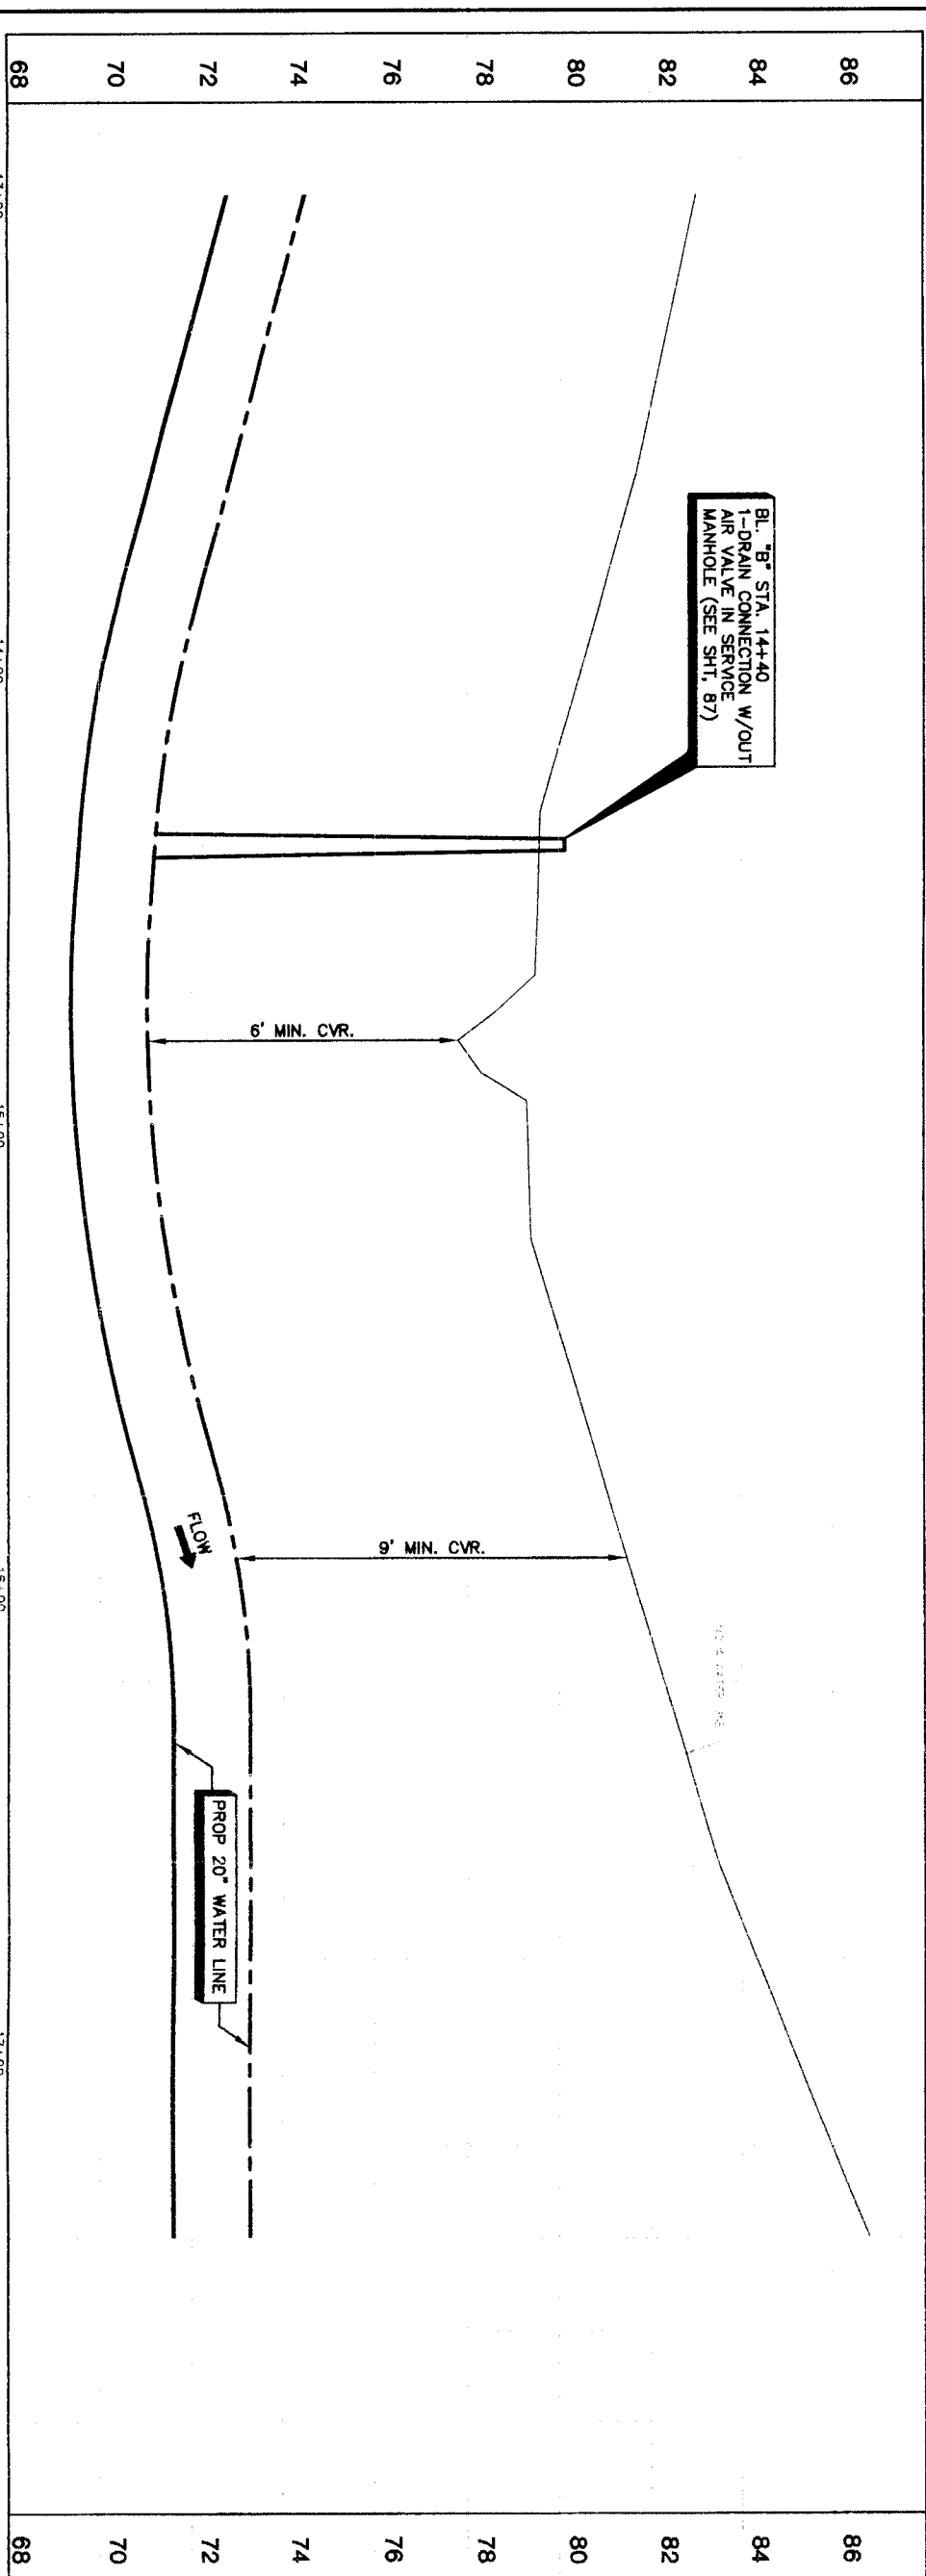 86
84
82
80
78
76
74
72
70
68
BL. "B" STA. 14+40
1-DRAIN CONNECTION W/OUT
AIR VALVE IN SERVICE
MANHOLE (SEE SHT, 87)
6' MIN. CVR.
9' MIN. CVR.
FLOW
PROP 20" WATER LINE
86
84
82
80
78
76
74
72
70
68